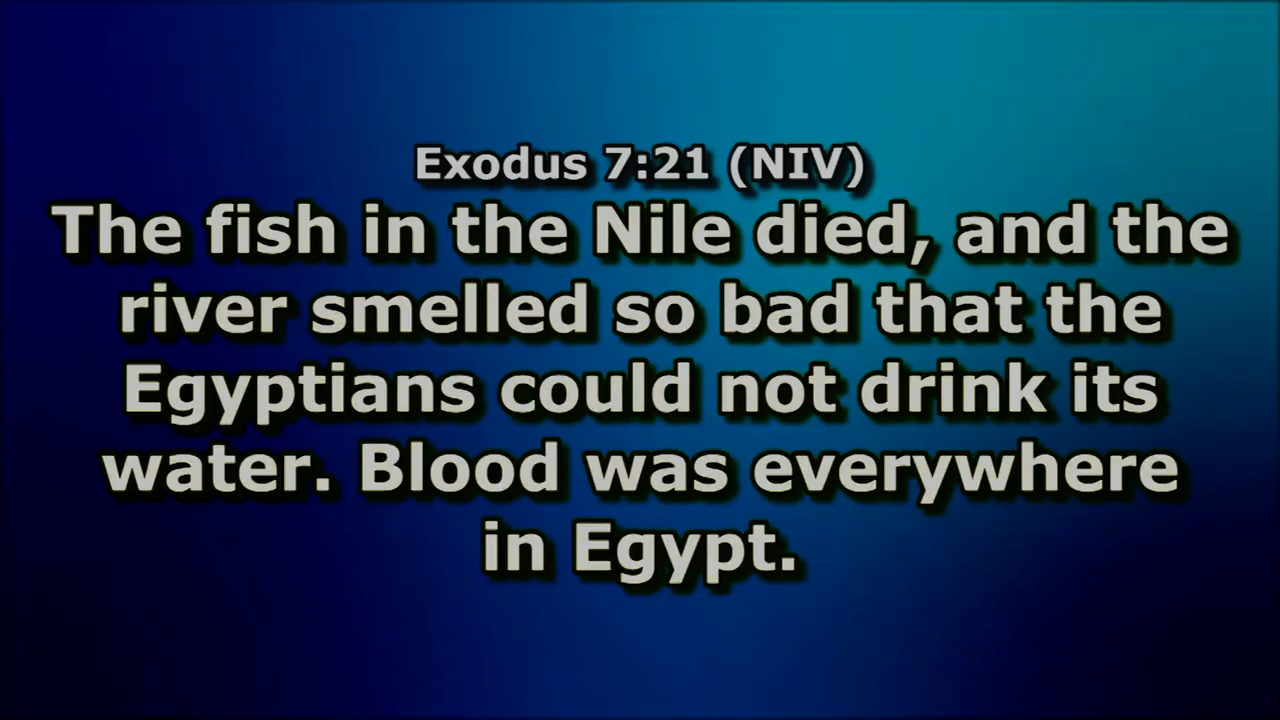 Exodus 7:21 (NIV)
The fish in the Nile died, and the
river smelled so bad that the
Egyptians could not drink its
water. Blood was everywhere
in Egypt.